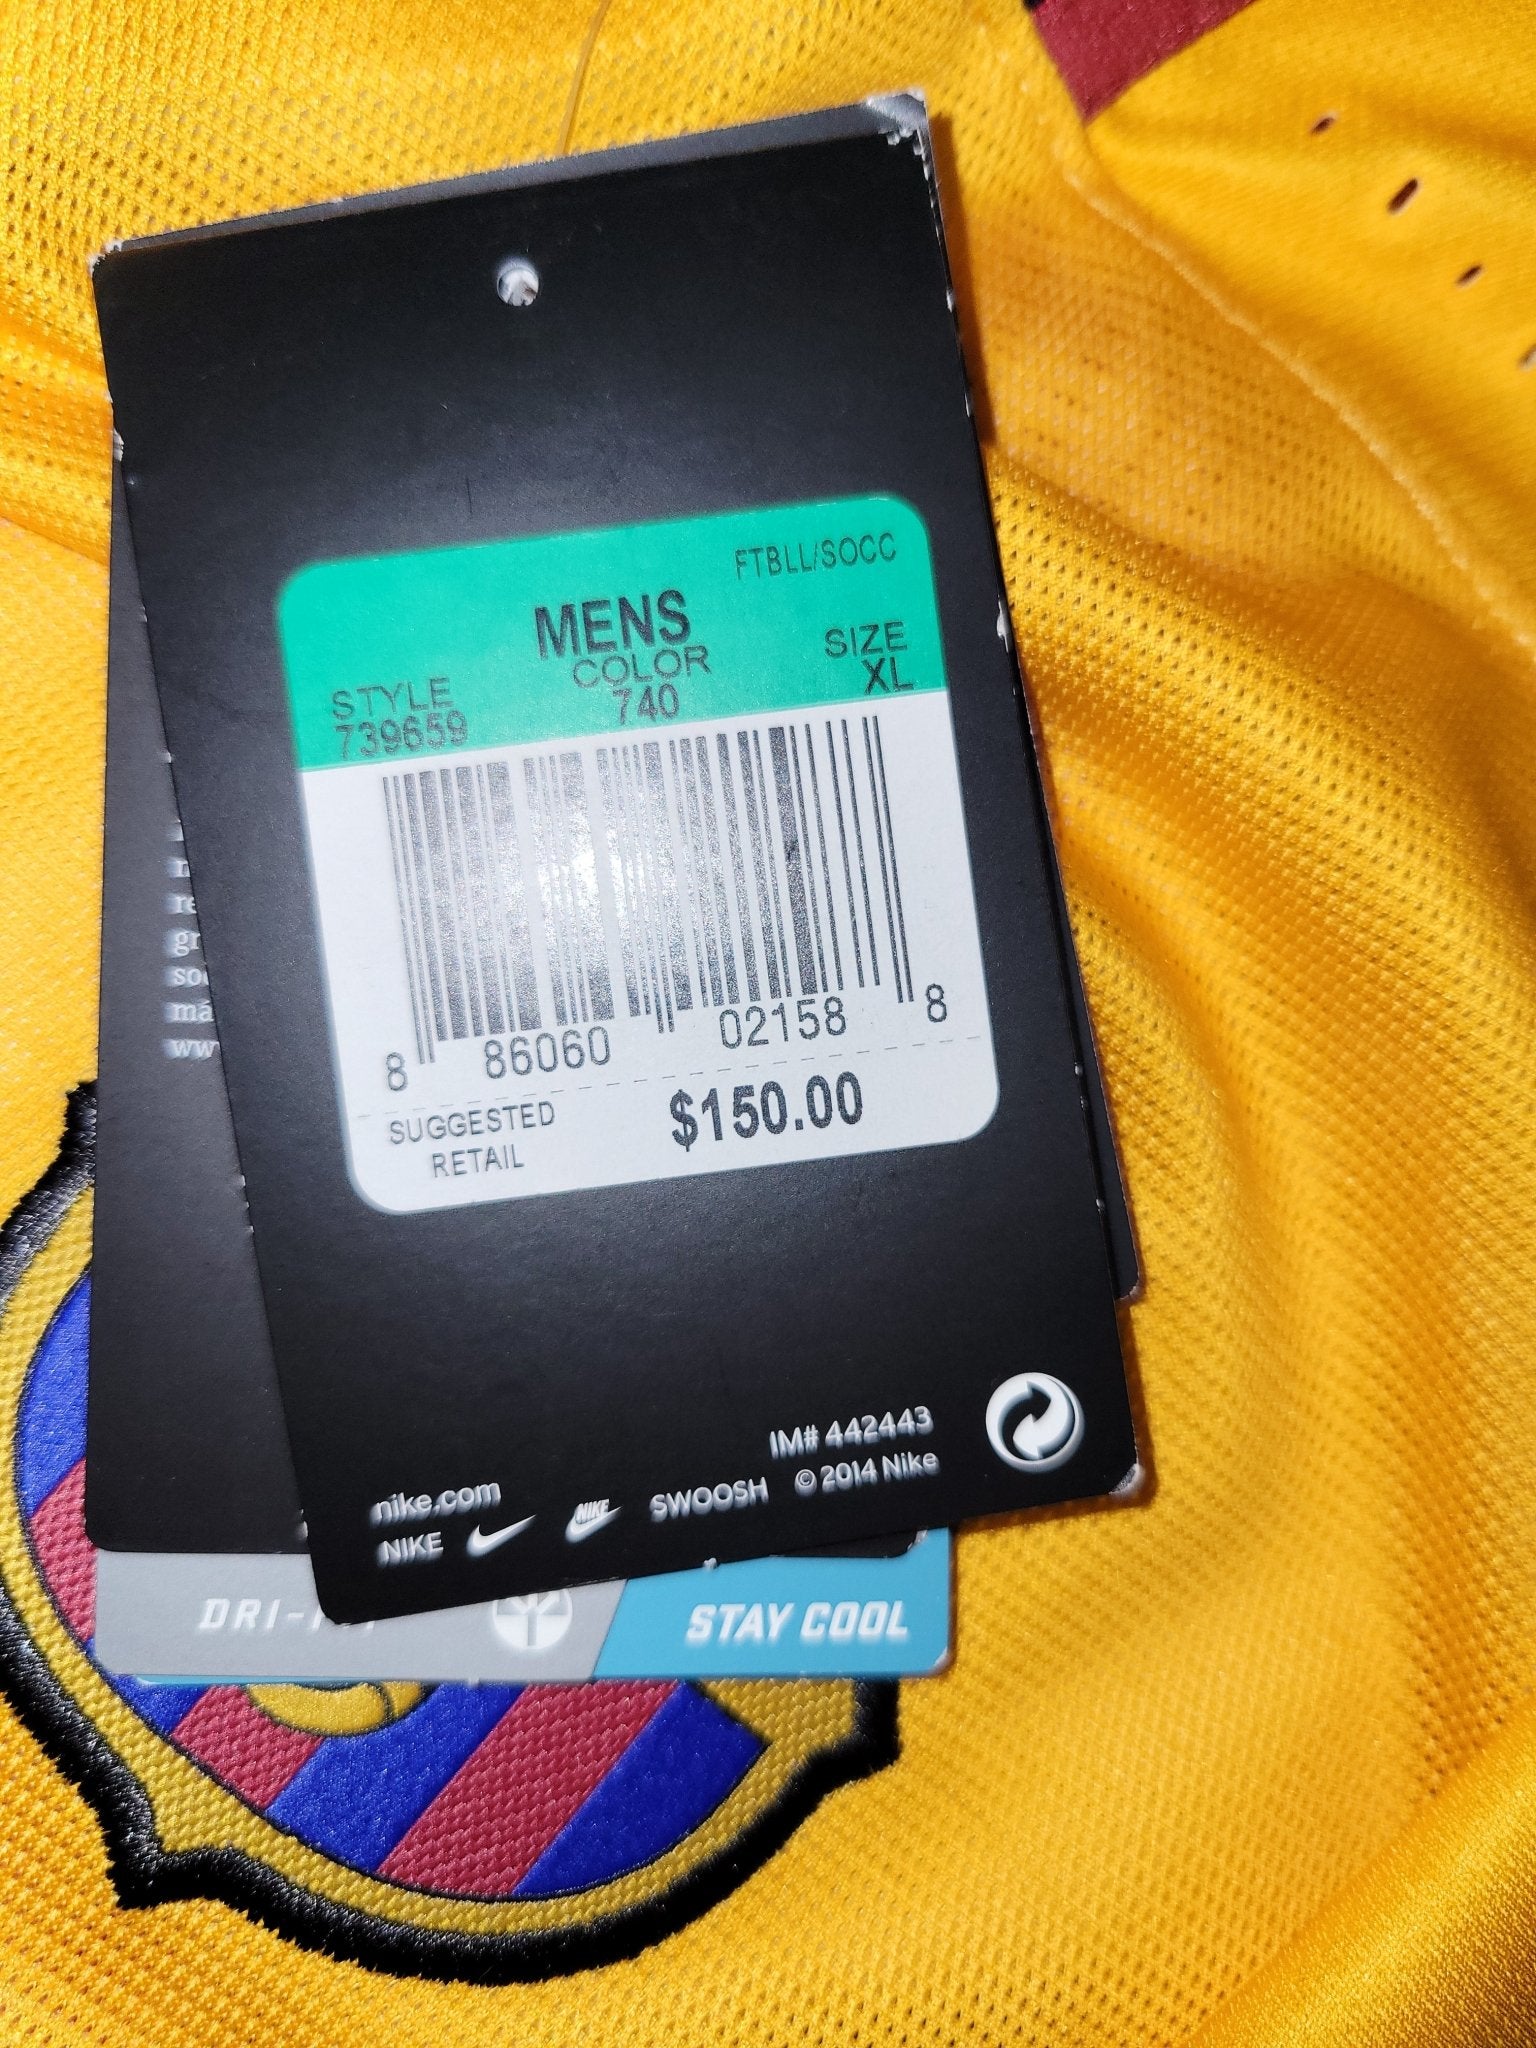 FTBLL/SOCC
MENS
STYLE COLOR SIZE
739659 740 XL
8 86060 02158 8
SUGGESTED
RETAIL
$150.00
IM# 442443
© 2014 Nike
nike.com
NIKE NIKE SWOOSH
STAY COOL